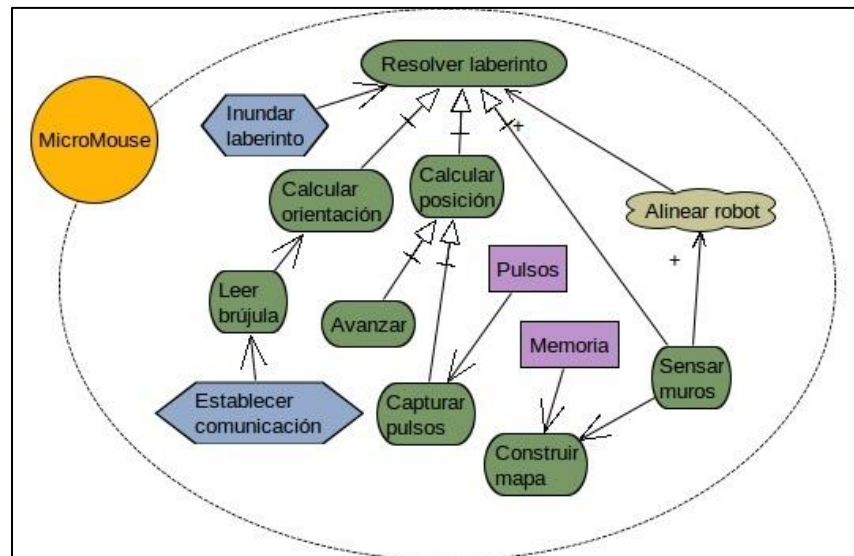 Resolver laberinto
Inundar
laberinto
MicroMouse
+
Calcular
orientación
Calcular
posición
Alinear robot
+
Pulsos
Leer
brújula
Avanzar
Memoria
Sensar
muros
Establecer
comunicación
Capturar
pulsos
Construir
mapa